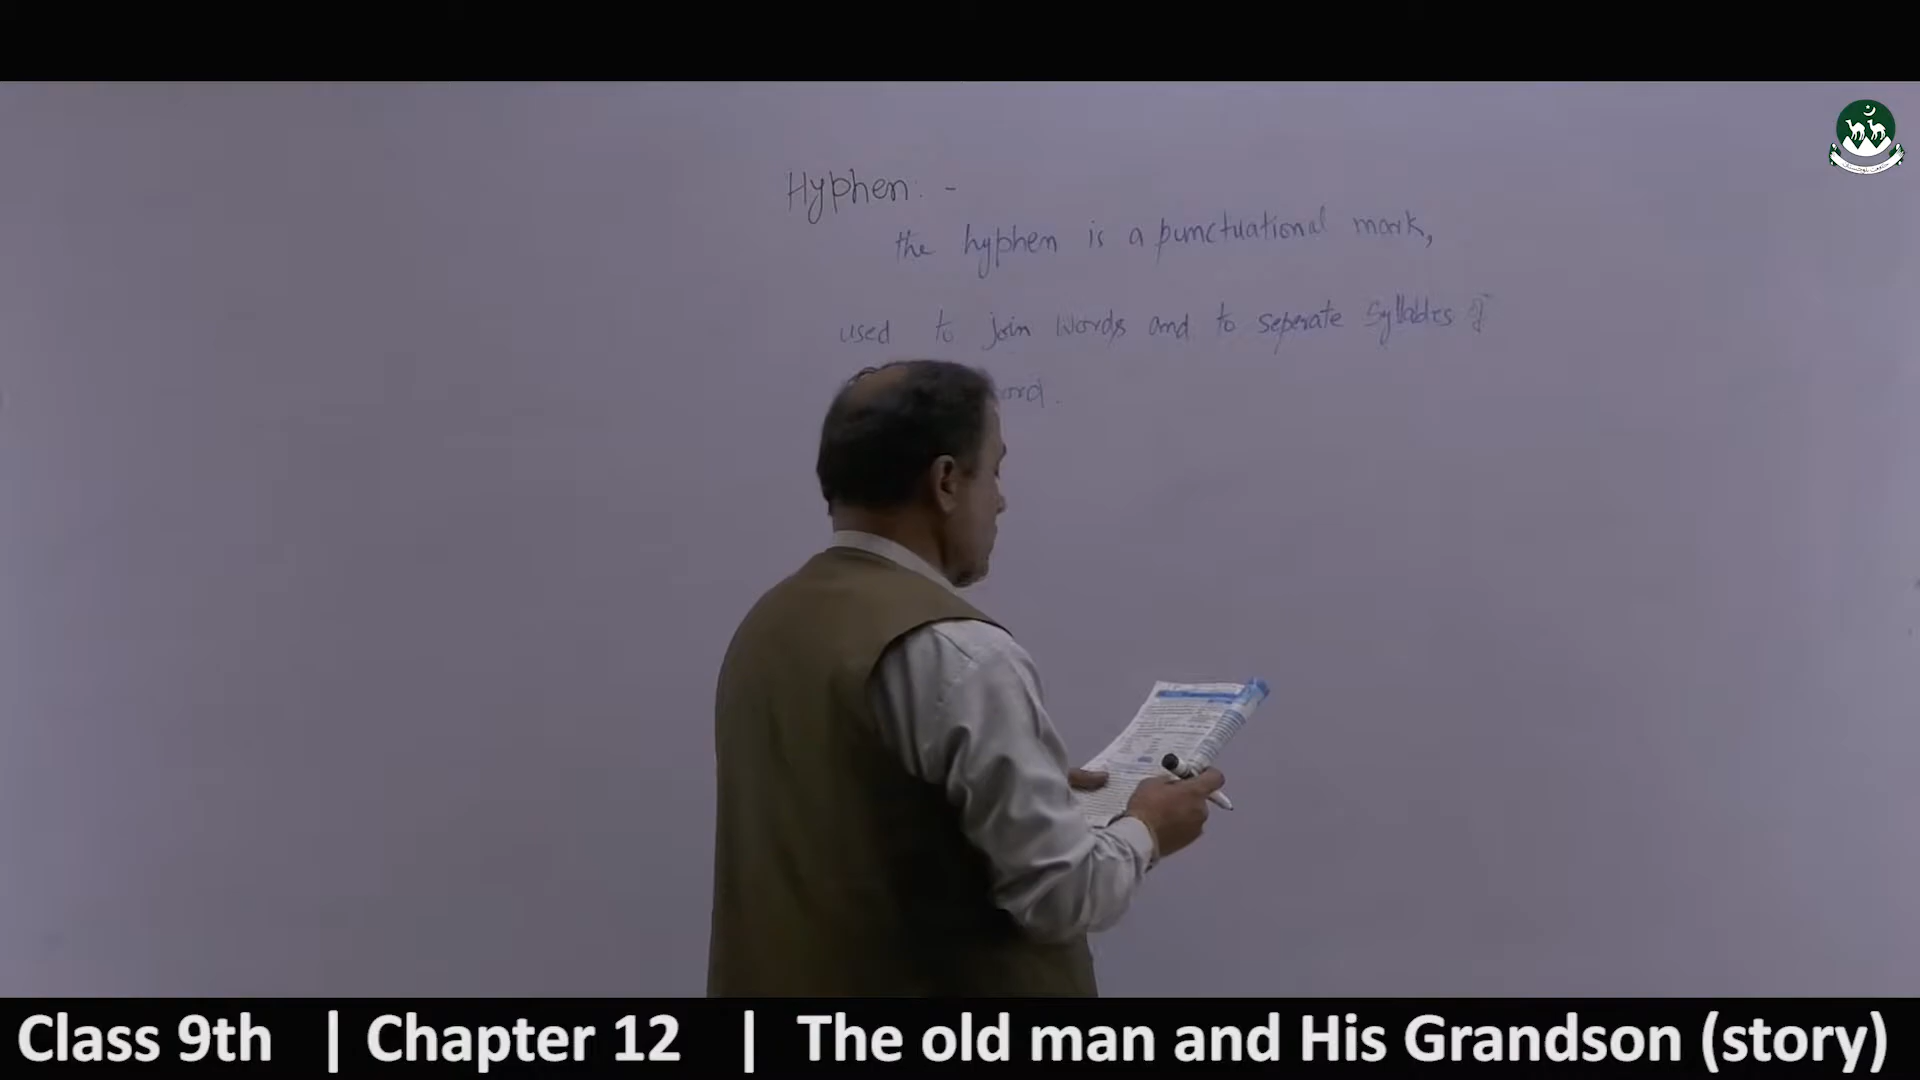 Hyphen: -
the hyphen is a punctuational mark,
used to join words and to seperate syllables of
ord.
Class 9th | Chapter 12 | The old man and His Grandson (story)